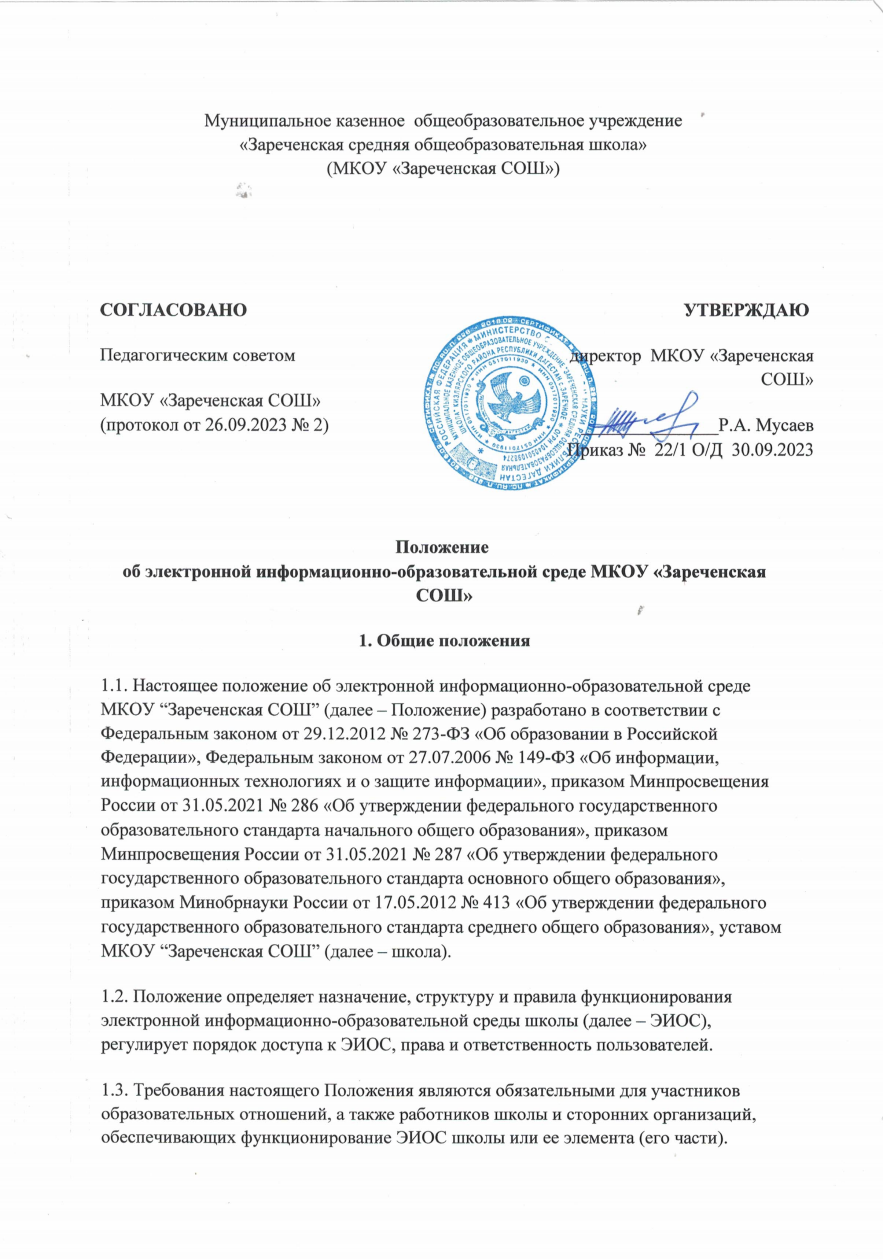 Муниципальное казенное общеобразовательное учреждение
«Зареченская средняя общеобразовательная школа»
(МКОУ «Зареченская СОШ»)
СОГЛАСОВАНО
УТВЕРЖДАЮ
Педагогическим советом
директор МКОУ «Зареченская
СОШ»
МКОУ «Зареченская СОШ»
(протокол от 26.09.2023 № 2)
Р.А. Мусаев
Приказ № 22/1 О/Д 30.09.2023
Положение
об электронной информационно-образовательной среде МКОУ «Зареченская
СОШ»
1. Общие положения
1.1. Настоящее положение об электронной информационно-образовательной среде
МКОУ “Зареченская СОШ” (далее – Положение) разработано в соответствии с
Федеральным законом от 29.12.2012 № 273-ФЗ «Об образовании в Российской
Федерации», Федеральным законом от 27.07.2006 № 149-ФЗ «Об информации,
информационных технологиях и о защите информации», приказом Минпросвещения
России от 31.05.2021 № 286 «Об утверждении федерального государственного
образовательного стандарта начального общего образования», приказом
Минпросвещения России от 31.05.2021 № 287 «Об утверждении федерального
государственного образовательного стандарта основного общего образования»,
приказом Минобрнауки России от 17.05.2012 № 413 «Об утверждении федерального
государственного образовательного стандарта среднего общего образования», уставом
МКОУ “Зареченская СОШ” (далее – школа).
1.2. Положение определяет назначение, структуру и правила функционирования
электронной информационно-образовательной среды школы (далее – ЭИОС),
регулирует порядок доступа к ЭИОС, права и ответственность пользователей.
1.3. Требования настоящего Положения являются обязательными для участников
образовательных отношений, а также работников школы и сторонних организаций,
обеспечивающих функционирование ЭИОС школы или ее элемента (его части).